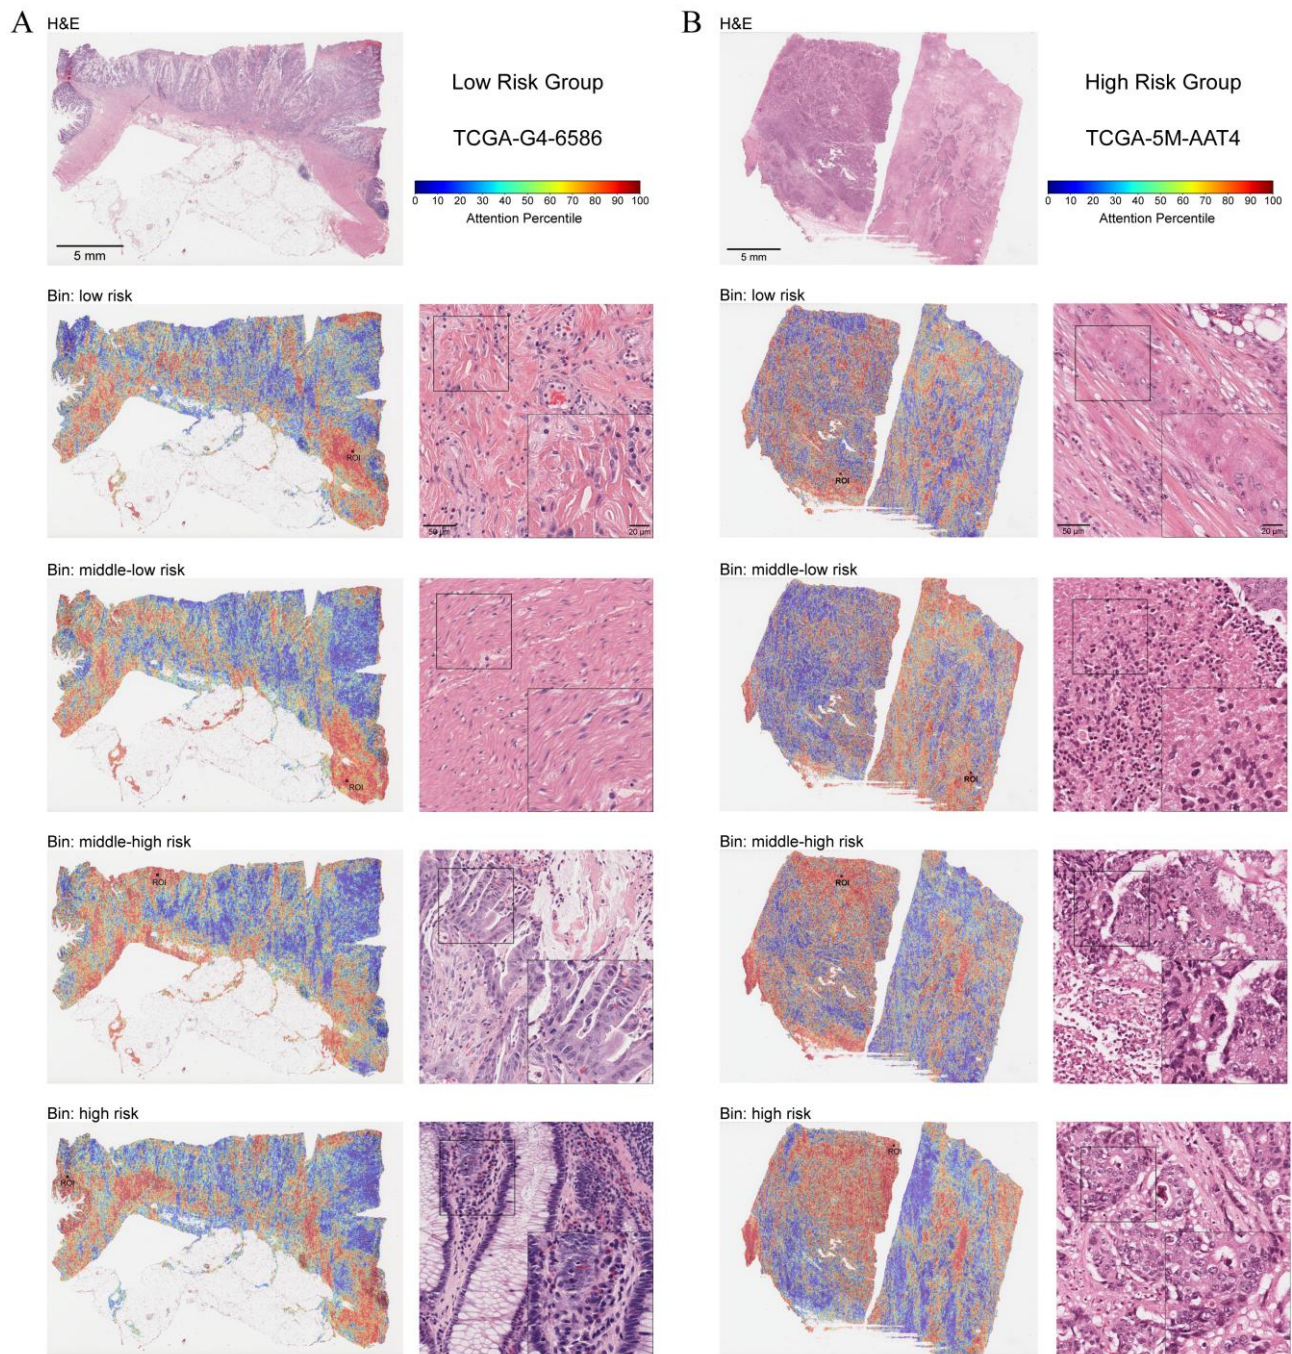 A
H&E
Low Risk Group
TCGA-G4-6586
0 10 20 30 40 50 60 70 80 90 100
Attention Percentile
5 mm
Bin: low risk
ROI
50 µm
20 µm
Bin: middle-low risk
ROI
Bin: middle-high risk
ROI
Bin: high risk
ROI
B
H&E
High Risk Group
TCGA-5M-AAT4
0 10 20 30 40 50 60 70 80 90 100
Attention Percentile
5 mm
Bin: low risk
ROI
50 µm
20 µm
Bin: middle-low risk
ROI
Bin: middle-high risk
ROI
Bin: high risk
ROI